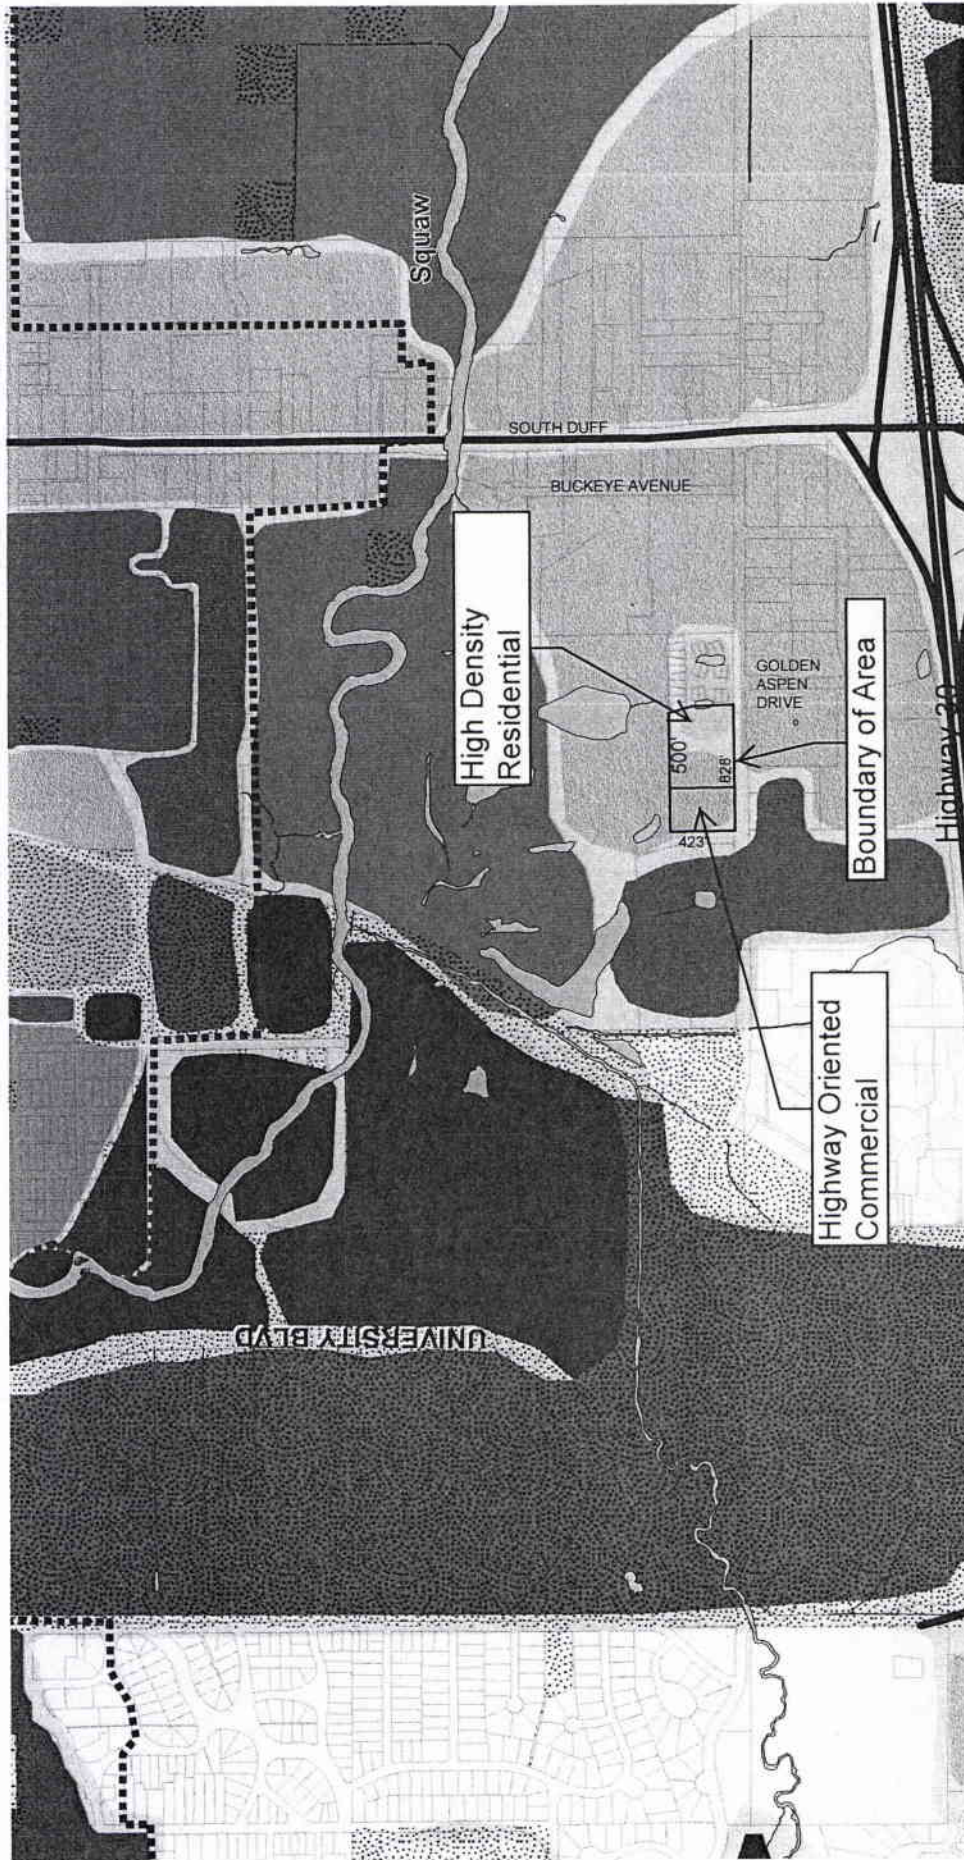 Squaw
SOUTH DUFF
BUCKEYE AVENUE
High Density
Residential
500'
828'
423'
GOLDEN
ASPEN
DRIVE
Boundary of Area
Highway 30
Highway Oriented
Commercial
UNIVERSITY BLVD